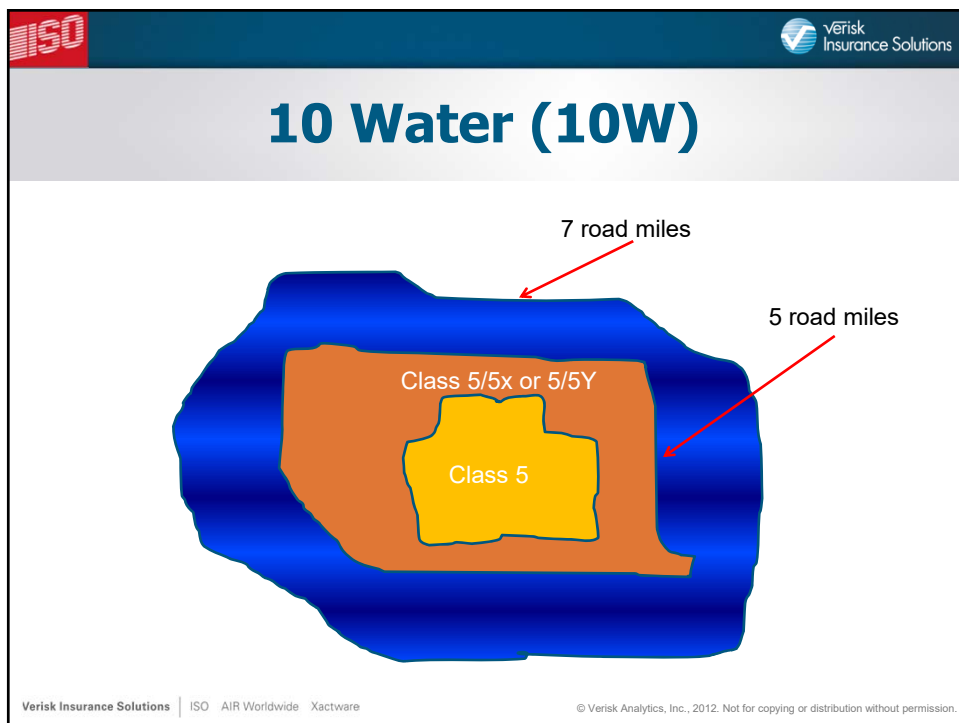 ISO
Verisk
Insurance Solutions
10 Water (10W)
7 road miles
5 road miles
Class 5/5x or 5/5Y
Class 5
Verisk Insurance Solutions | ISO AIR Worldwide Xactware
© Verisk Analytics, Inc., 2012. Not for copying or distribution without permission.